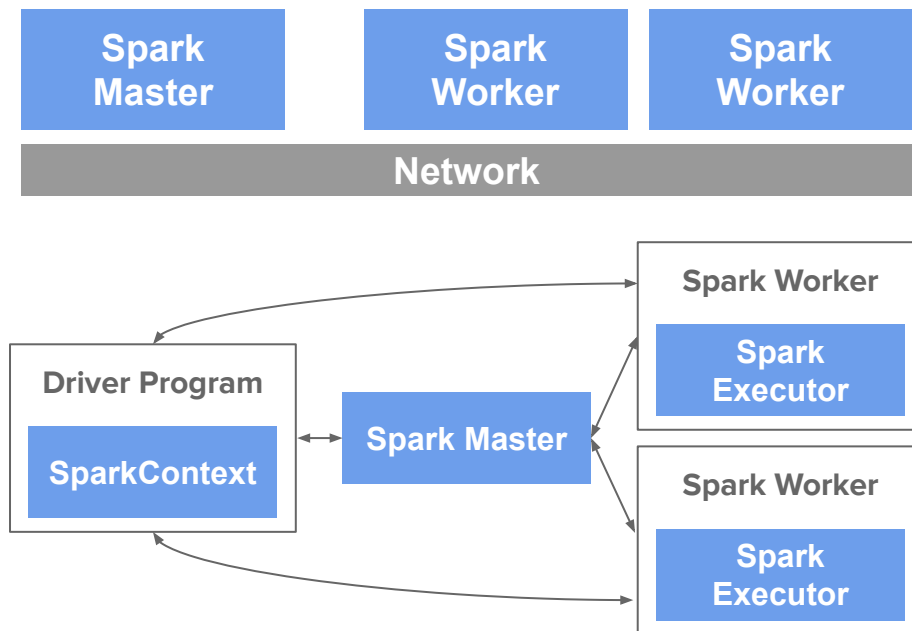 Spark
Master
Spark
Worker
Spark
Worker
Network
Spark Worker
Spark
Executor
Driver Program
SparkContext
Spark Master
Spark Worker
Spark
Executor